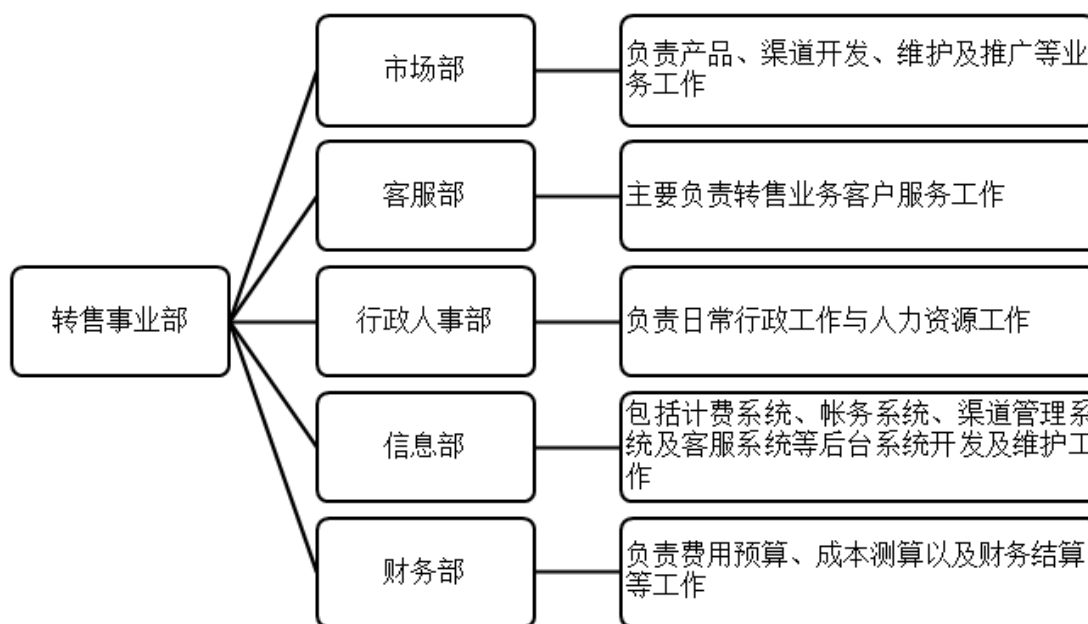 转售事业部
市场部
负责产品、渠道开发、维护及推广等业
务工作
客服部
主要负责转售业务客户服务工作
行政人事部
负责日常行政工作与人力资源工作
信息部
包括计费系统、帐务系统、渠道管理系
统及客服系统等后台系统开发及维护工
作
财务部
负责费用预算、成本测算以及财务结算
等工作